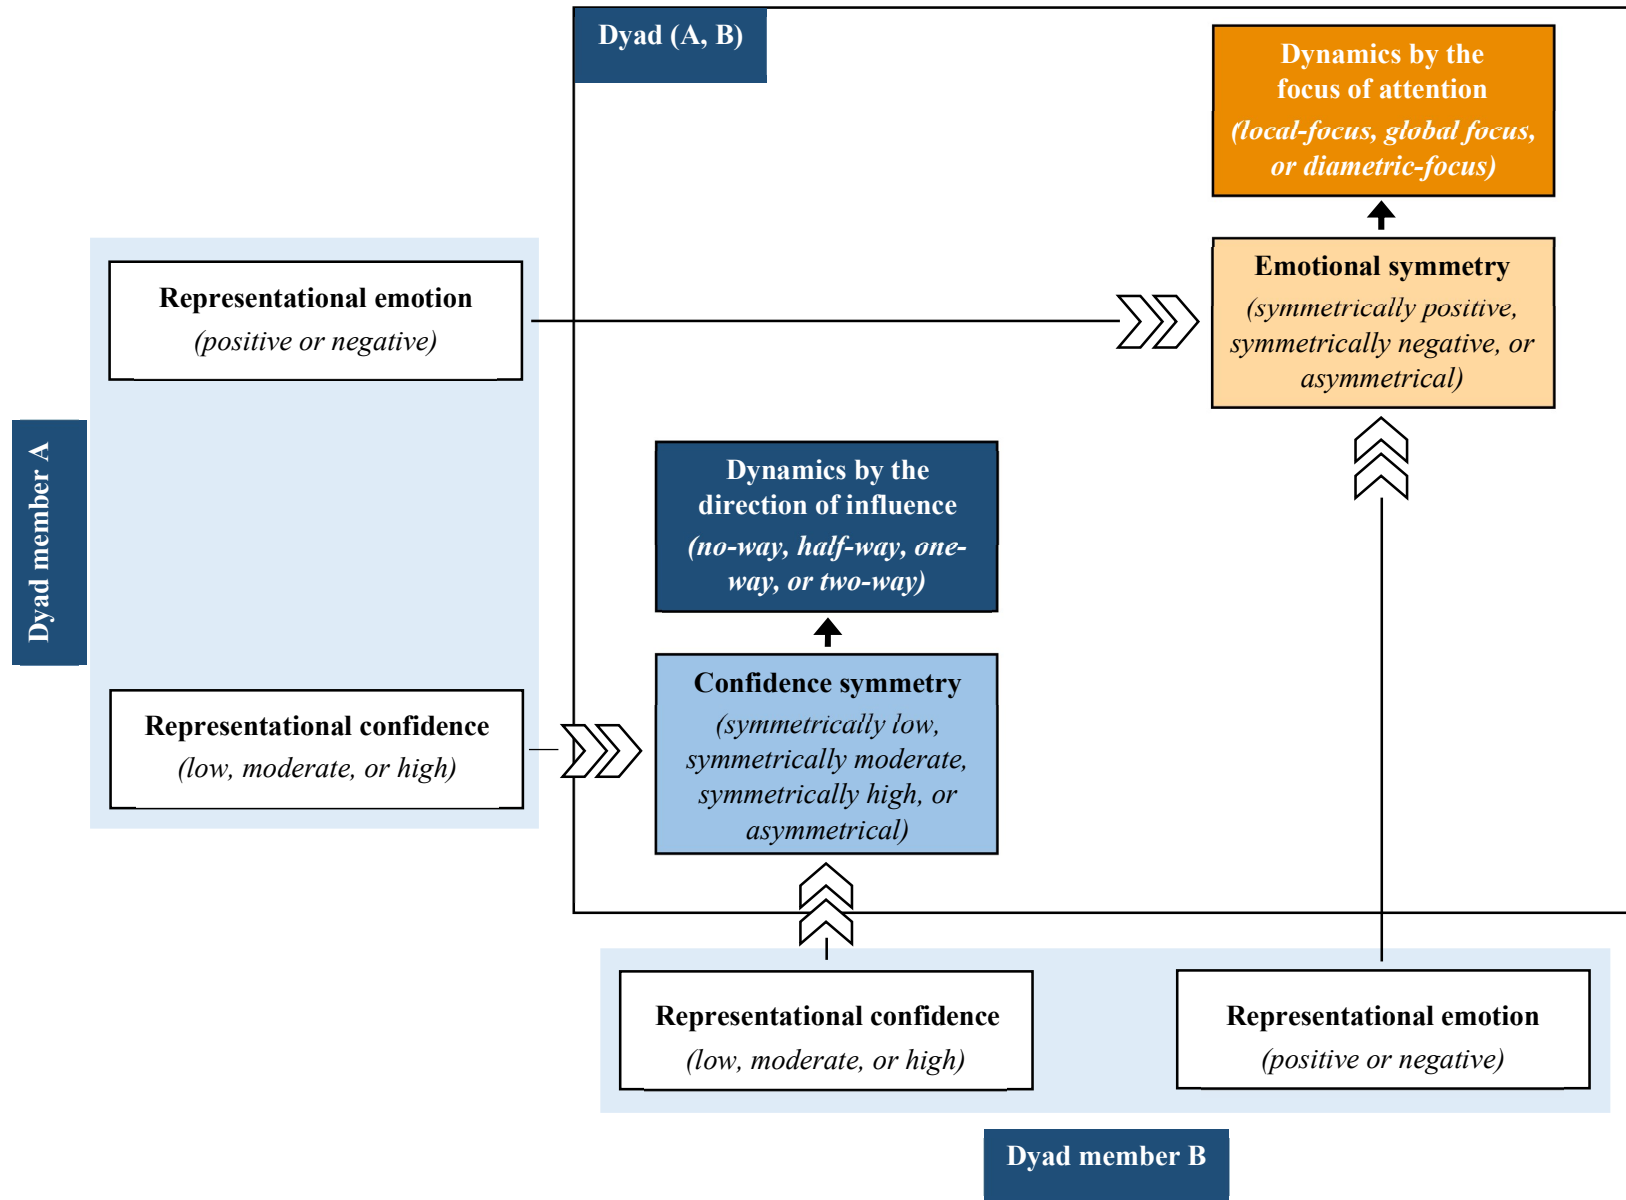 Dyad (A, B)
Dynamics by the
focus of attention
(local-focus, global focus,
or diametric-focus)
Emotional symmetry
(symmetrically positive,
symmetrically negative, or
asymmetrical)
Dyad member A
Representational emotion
(positive or negative)
Representational confidence
(low, moderate, or high)
Dynamics by the
direction of influence
(no-way, half-way, one-
way, or two-way)
Confidence symmetry
(symmetrically low,
symmetrically moderate,
symmetrically high, or
asymmetrical)
Representational confidence
(low, moderate, or high)
Representational emotion
(positive or negative)
Dyad member B